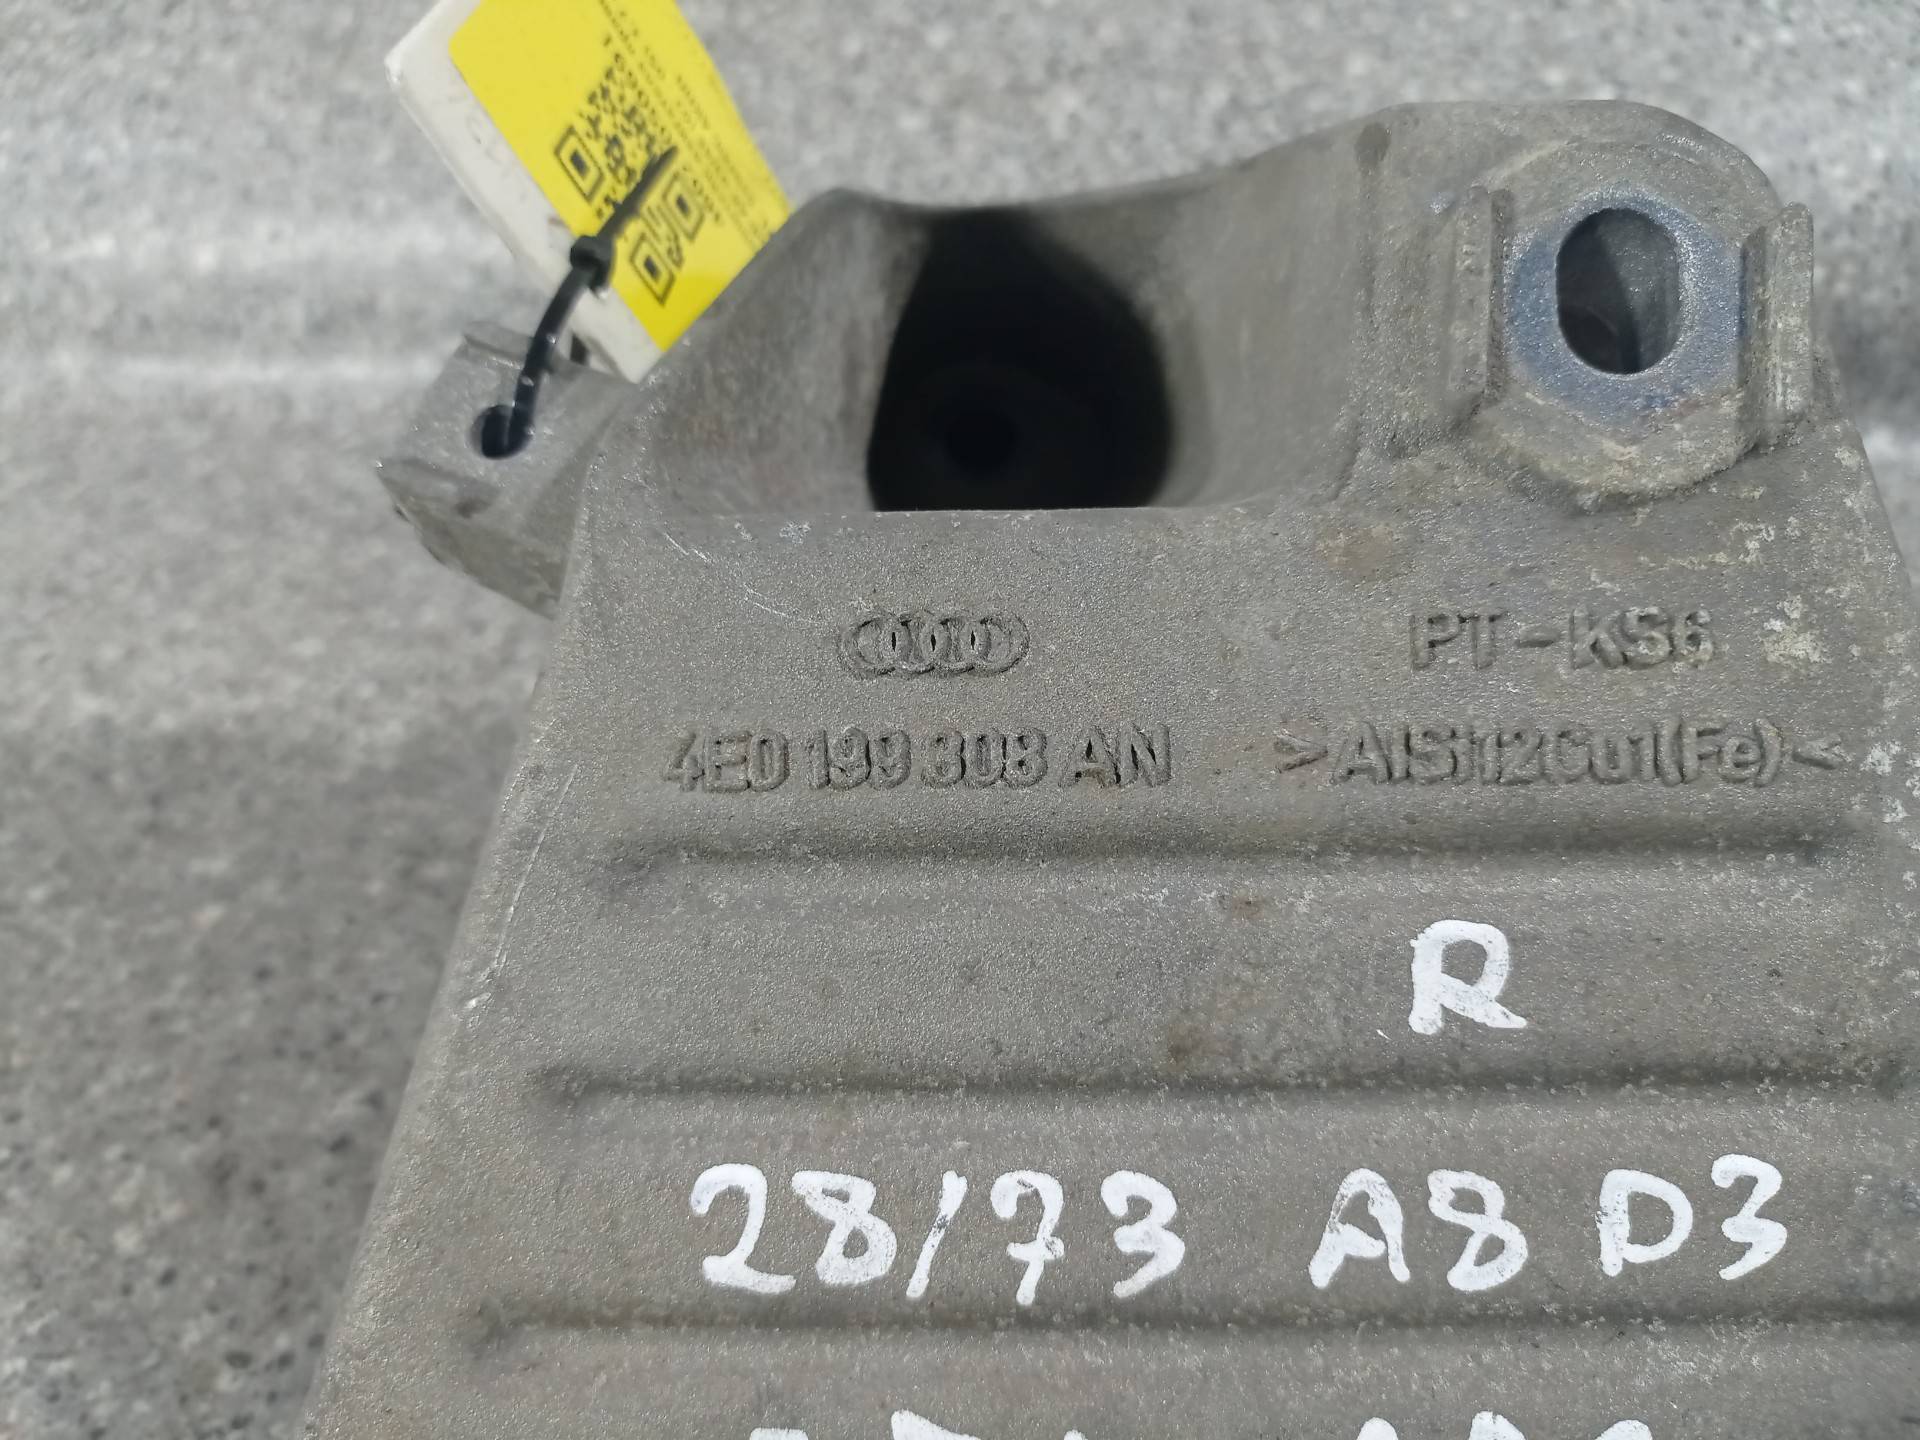 PT-KS6
4E0 199 308 AN >AlSi12Cu1(Fe)<
R
28/73 A8 D3